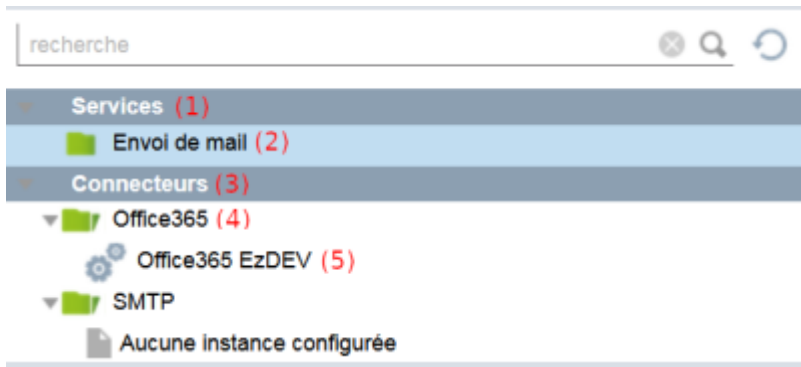 recherche
Services (1)
Envoi de mail (2)
Connecteurs (3)
Office365 (4)
Office365 EzDEV (5)
SMTP
Aucune instance configurée